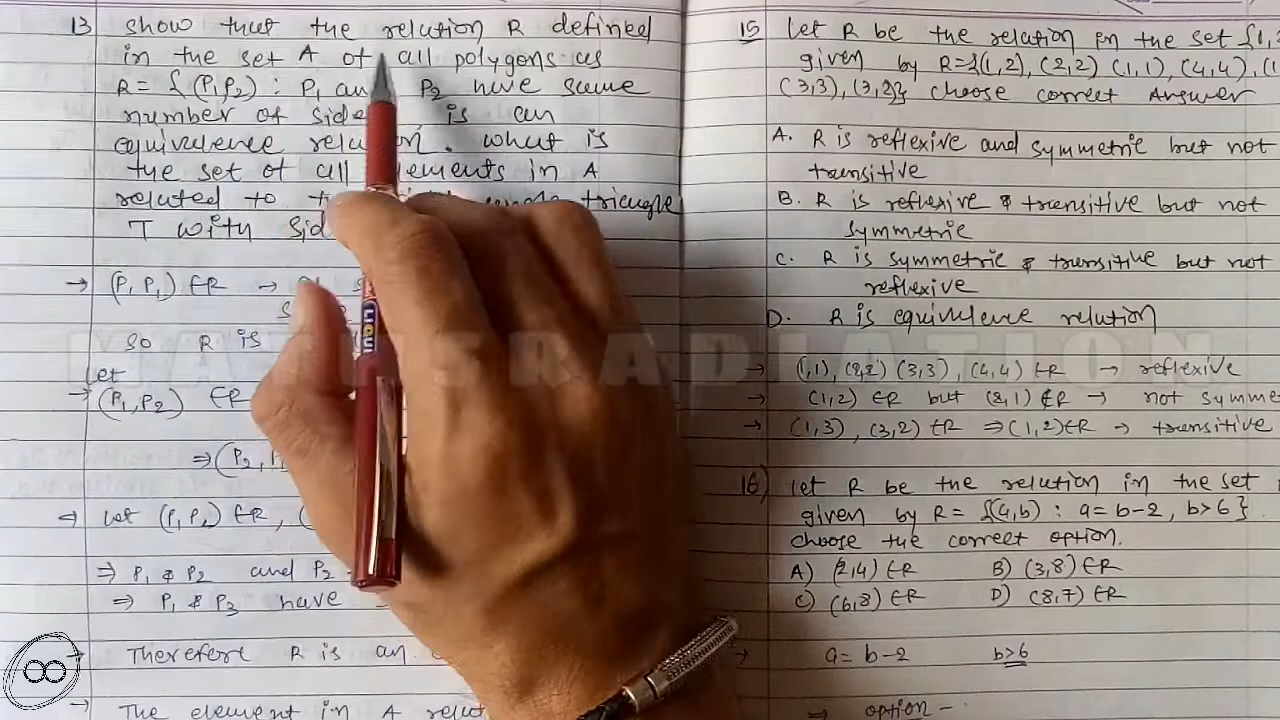 13 show that the relation R defined
in the set A of all polygons as
R = {(P1,P2) : P1 and P2 have same
number of side is an
equivalence relation. what is
the set of all elements in A
related to angle triangle
T with sid
→ (P1, P1) ∈R →
so R is
let
→ (P1,P2) ∈R
⇒(P2,
⇒ let (P1,P2) ∈R, (
⇒ P1 & P2 and P2
⇒ P1 & P3 have
→ Therefore R is an
→ The element in A relat
15 let R be the relation in the set {1,2
given by R={(1,2), (2,2) (1,1), (4,4), (1
(3,3), (3,2)} choose correct Answer
A. R is reflexive and symmetric but not
transitive
B. R is reflexive & transitive but not
symmetric
C. R is symmetric & transitive but not
reflexive
D. R is equivalence relation
→ (1,1), (2,2) (3,3), (4,4) ∈R → reflexive
→ (1,2) ∈R but (2,1) ∉R → not symme
→ (1,3), (3,2) ∈R ⇒(1,2)∈R → transitive
16) let R be the relation in the set
given by R= {(a,b) : a=b-2, b>6}
choose the correct option.
A) (2,4) ∈R B) (3,8) ∈R
C) (6,8) ∈R D) (8,7) ∈R
→ a= b-2 b>6
⇒ option -
MATHSRADIATION